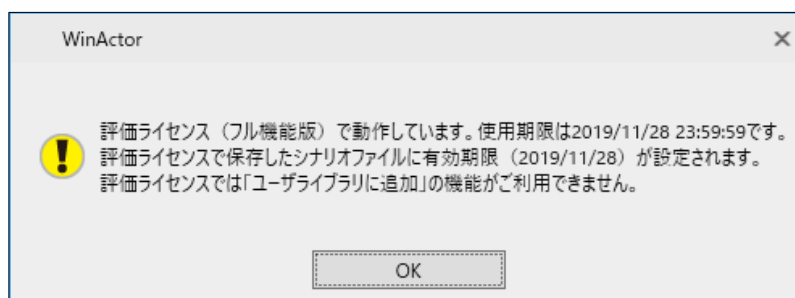 WinActor
評価ライセンス（フル機能版）で動作しています。使用期限は2019/11/28 23:59:59です。
評価ライセンスで保存したシナリオファイルに有効期限（2019/11/28）が設定されます。
評価ライセンスでは「ユーザライブラリに追加」の機能がご利用できません。
OK